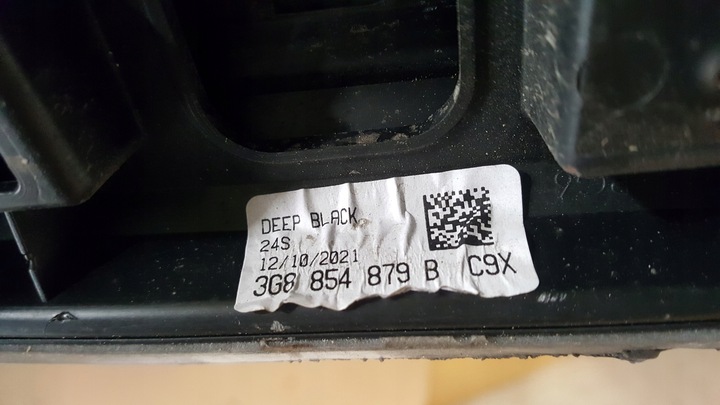 DEEP BLACK
24S
12/10/2021
3G8 854 879 B C9X